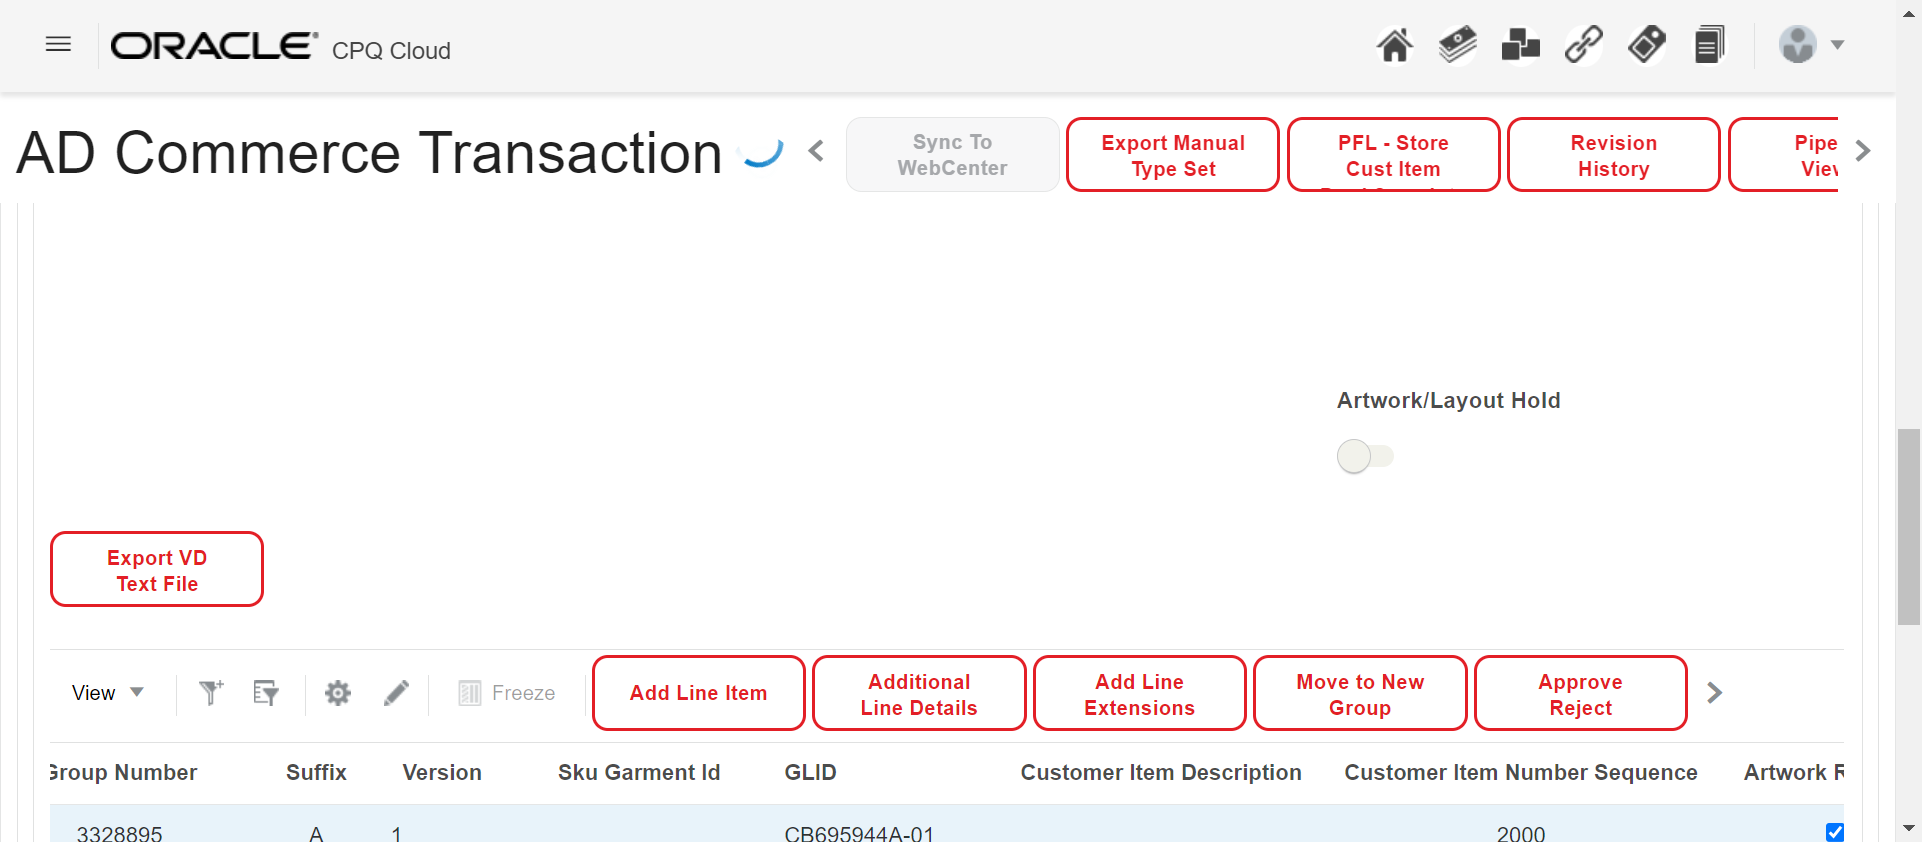 ORACLE® CPQ Cloud
AD Commerce Transaction
Sync To
WebCenter
Export Manual
Type Set
PFL - Store
Cust Item
Revision
History
Pipe
Viev
Artwork/Layout Hold
Export VD
Text File
View
Freeze
Add Line Item
Additional
Line Details
Add Line
Extensions
Move to New
Group
Approve
Reject
Group Number Suffix Version Sku Garment Id GLID Customer Item Description Customer Item Number Sequence Artwork R
3328895 A 1 CB695944A-01 2000